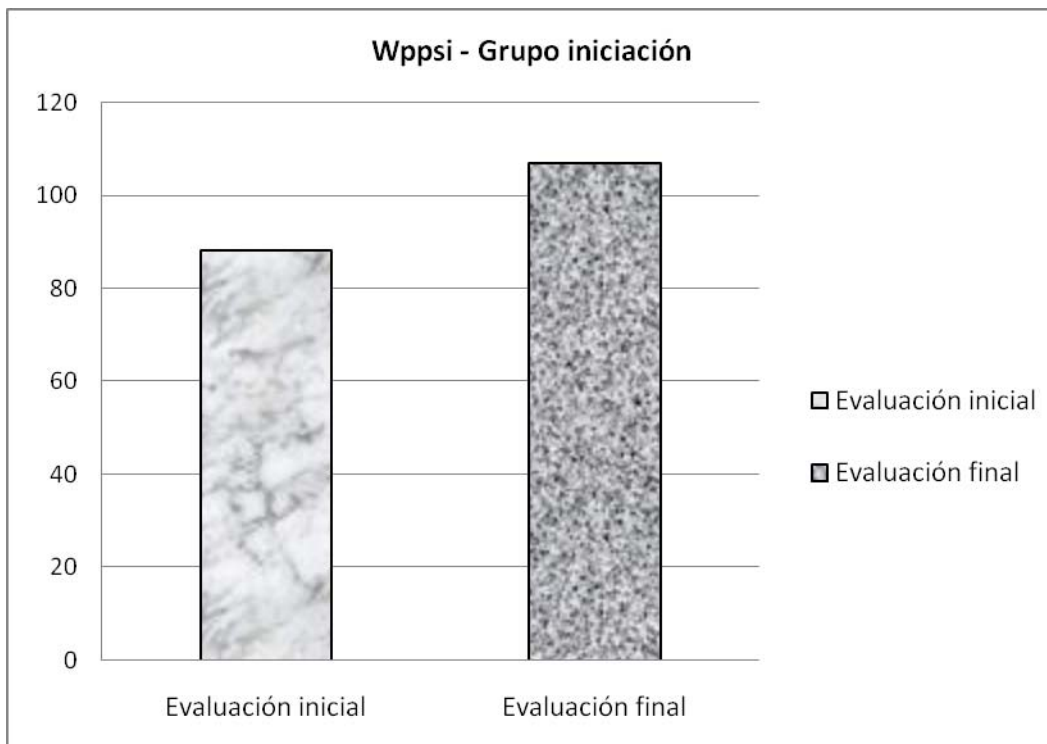 Wppsi - Grupo iniciación
120
100
80
60
40
20
0
Evaluación inicial
Evaluación final
Evaluación inicial
Evaluación final